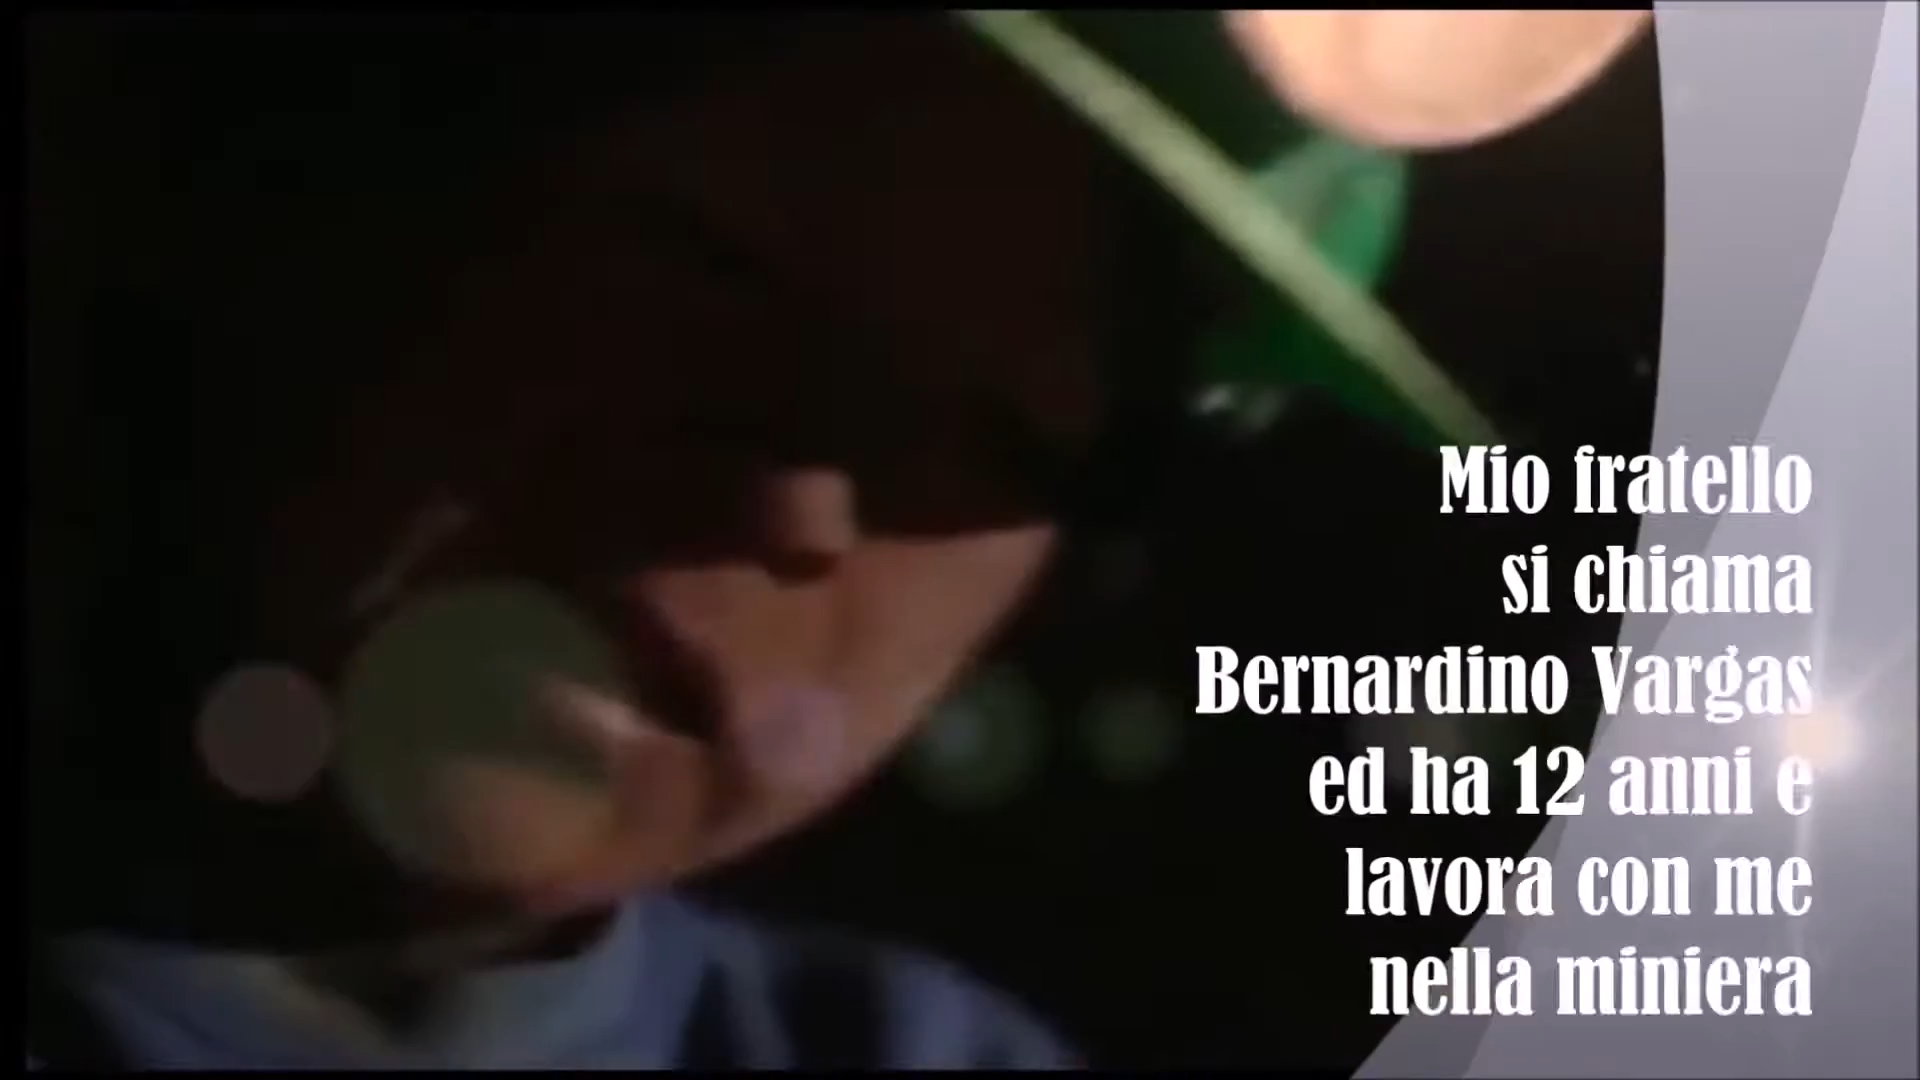 Mio fratello
si chiama
Bernardino Vargas
ed ha 12 anni e
lavora con me
nella miniera